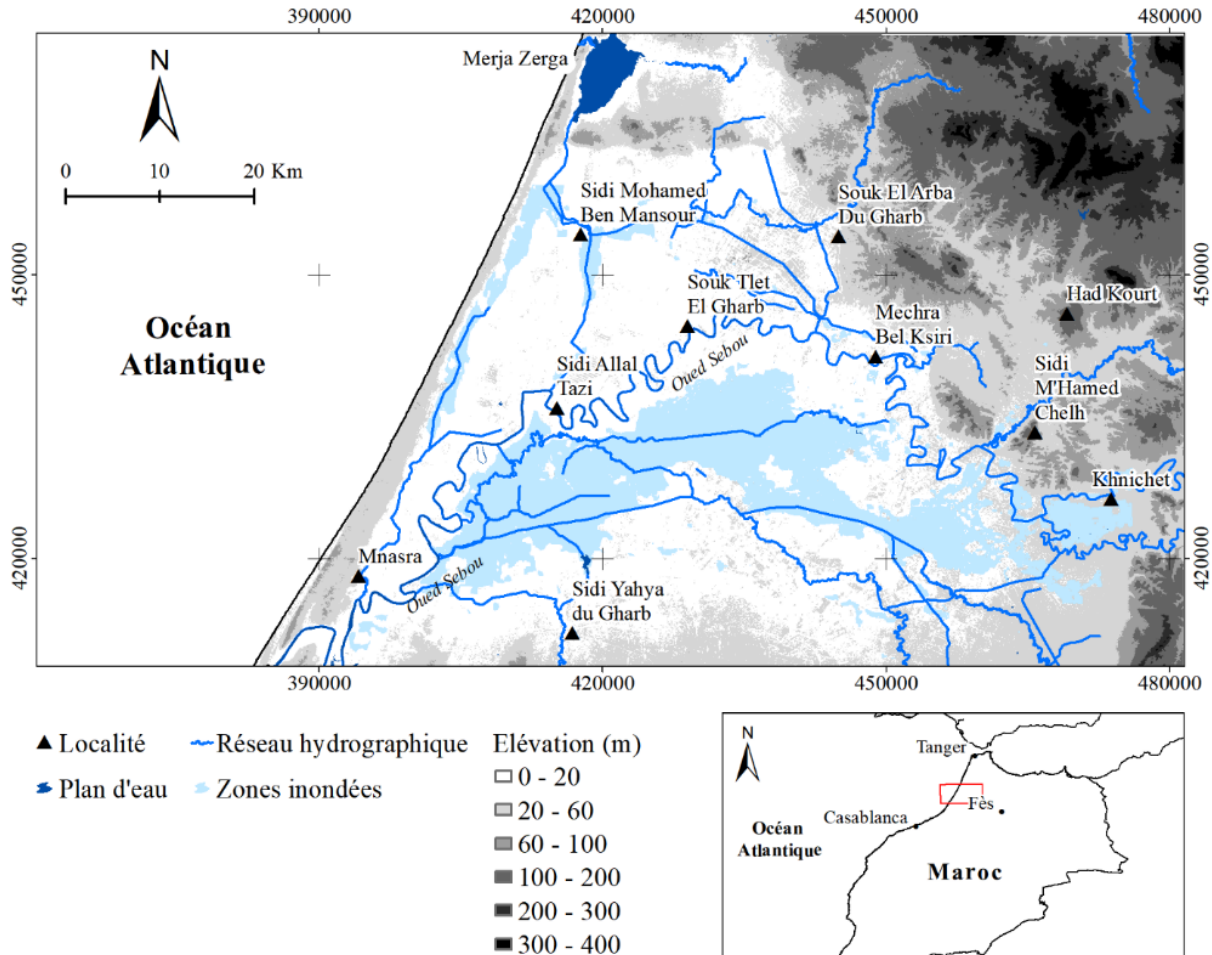 390000
420000
450000
480000
Merja Zerga
N
0
10
20 Km
Sidi Mohamed
Ben Mansour
Souk El Arba
Du Gharb
450000
450000
Souk Tlet
El Gharb
Had Kourt
Mechra
Bel Ksiri
Océan
Atlantique
Sidi Allal
Tazi
Oued Sebou
Sidi
M'Hamed
Chelh
Khnichet
420000
420000
Mnasra
Oued Sebou
Sidi Yahya
du Gharb
390000
420000
450000
480000
Localité
Réseau hydrographique
Plan d'eau
Zones inondées
Elévation (m)
0 - 20
20 - 60
60 - 100
100 - 200
200 - 300
300 - 400
N
Tanger
Fès
Casablanca
Océan
Atlantique
Maroc